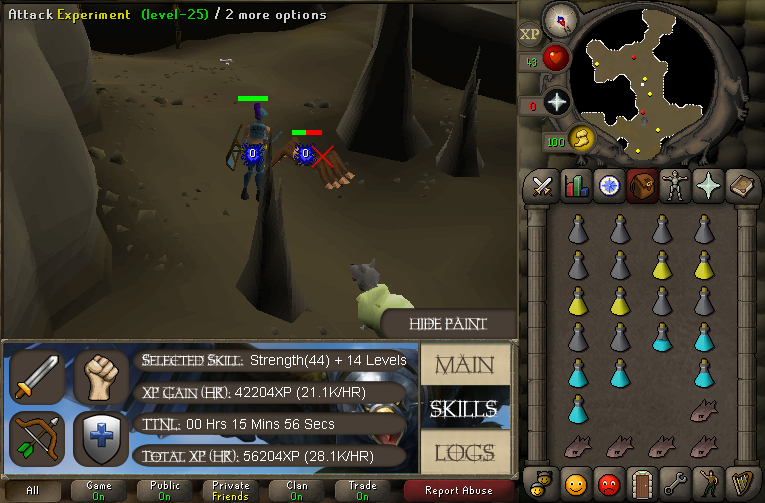 Attack Experiment (level-25) / 2 more options
XP
43
0
100
0
0
HIDE PAINT
SELECTED SKILL: Strength(44) + 14 Levels
XP GAIN (HR): 42204XP (21.1K/HR)
TTNL: 00 Hrs 15 Mins 56 Secs
TOTAL XP (HR): 56204XP (28.1K/HR)
MAIN
SKILLS
LOGS
All
Game
On
Public
On
Private
Friends
Clan
On
Trade
On
Report Abuse